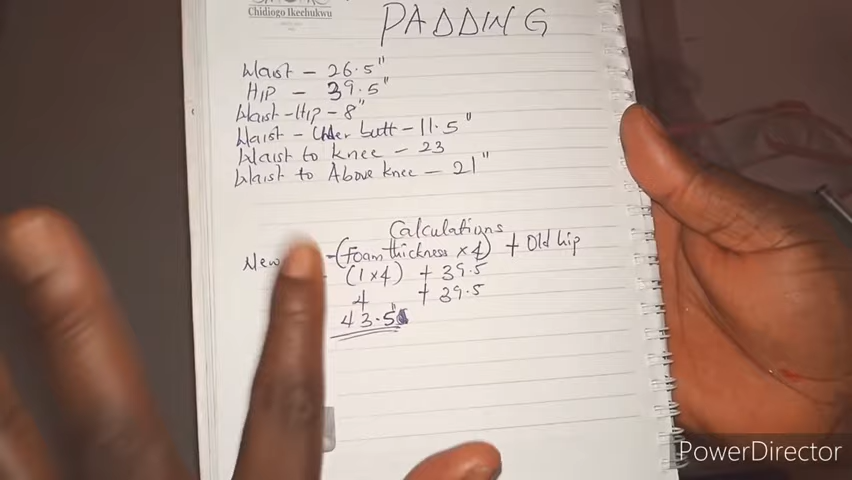 Chidiogo Ikechukwu
PADDING
Waist - 26.5"
HIP - 39.5"
Waist-Hip - 8"
Waist - Under butt - 11.5"
Waist to knee - 23
Waist to Above knee - 21"
Calculations
New - (Foam thickness x 4) + Old hip
(1 x 4) + 39.5
4 + 39.5
43.5"
PowerDirector